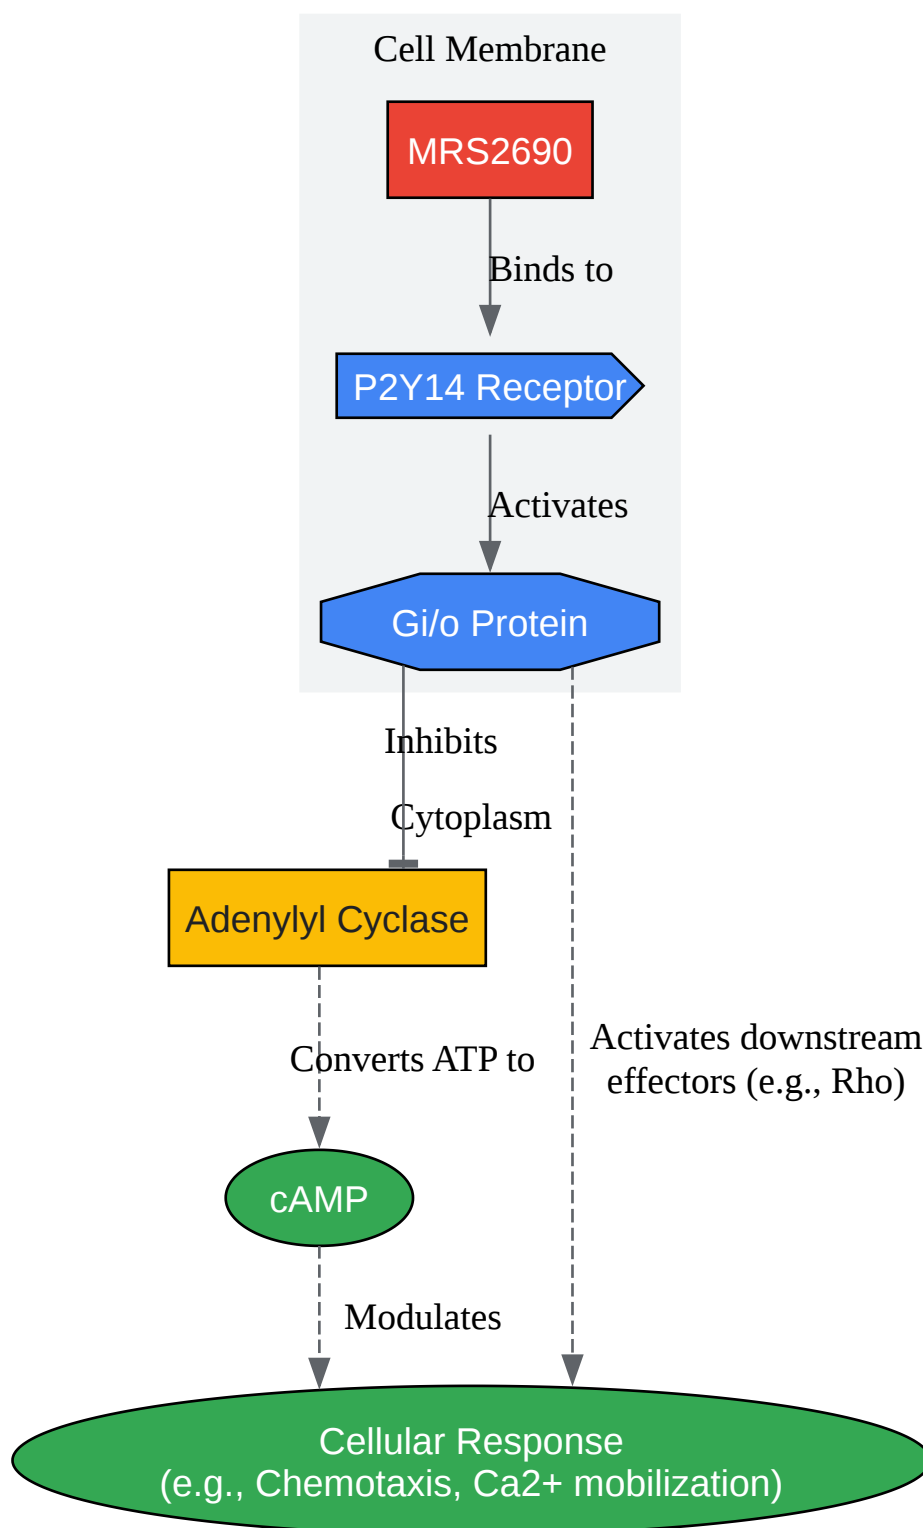 Cell Membrane
MRS2690
Binds to
P2Y14 Receptor
Activates
Gi/o Protein
Inhibits
Cytoplasm
Adenylyl Cyclase
Activates downstream
effectors (e.g., Rho)
Converts ATP to
cAMP
Modulates
Cellular Response
(e.g., Chemotaxis, Ca2+ mobilization)